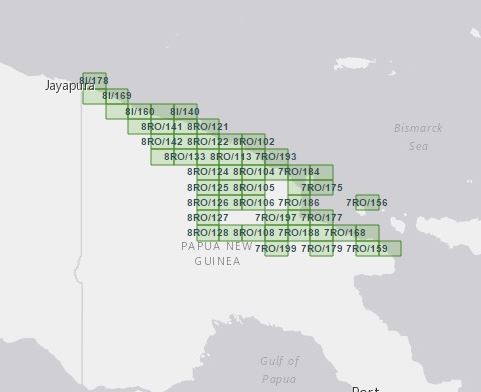 8I/178
Jayapura
8I/169
8I/160 8I/140
8RO/141 8RO/121
Bismarck
8RO/142 8RO/122 8RO/102
Sea
8RO/133 8RO/113 7RO/193
8RO/124 8RO/104 7RO/184
8RO/125 8RO/105 7RO/175
8RO/126 8RO/106 7RO/186 7RO/156
8RO/127 7RO/197 7RO/177
8RO/128 8RO/108 7RO/188 7RO/168
PAPUA NEW
7RO/199 7RO/179 7RO/159
GUINEA
Gulf of
Papua
Port